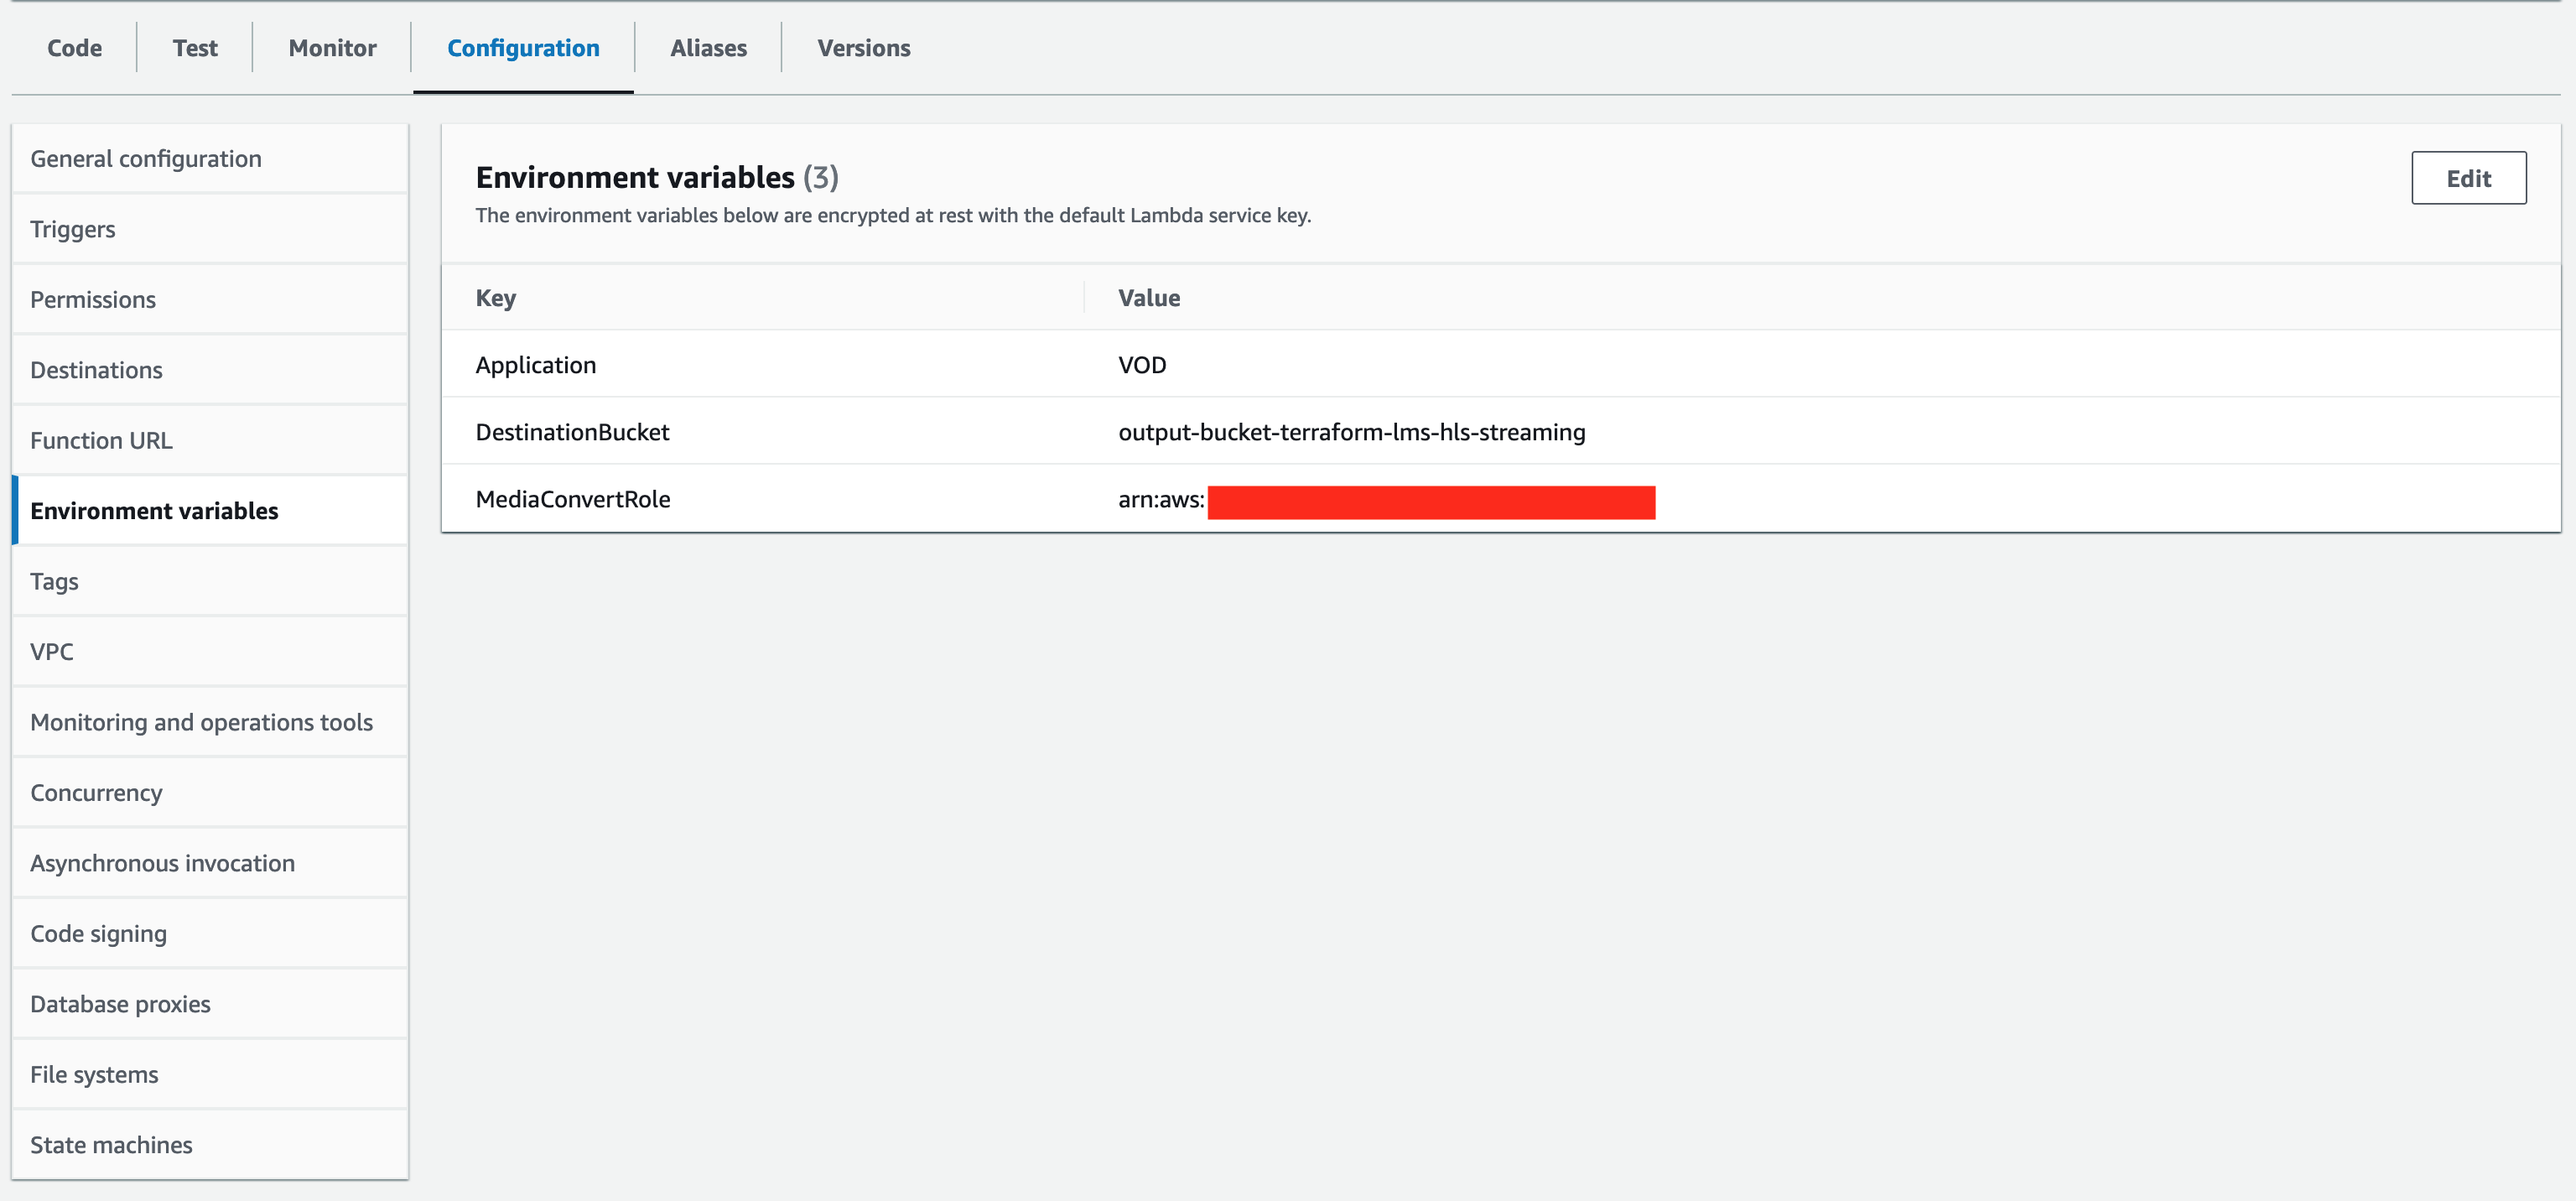 Code
Test
Monitor
Configuration
Aliases
Versions
General configuration
Triggers
Permissions
Destinations
Function URL
Environment variables
Tags
VPC
Monitoring and operations tools
Concurrency
Asynchronous invocation
Code signing
Database proxies
File systems
State machines
Environment variables (3)
Edit
The environment variables below are encrypted at rest with the default Lambda service key.
Key Value
Application VOD
DestinationBucket output-bucket-terraform-lms-hls-streaming
MediaConvertRole arn:aws: